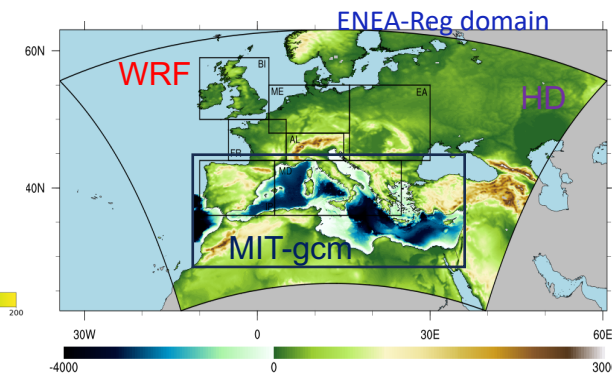 ENEA-Reg domain
60N
WRF
BI
ME
EA
HD
FR
AL
40N
MD
MIT-gcm
200
30W 0 30E 60E
-4000 0 300